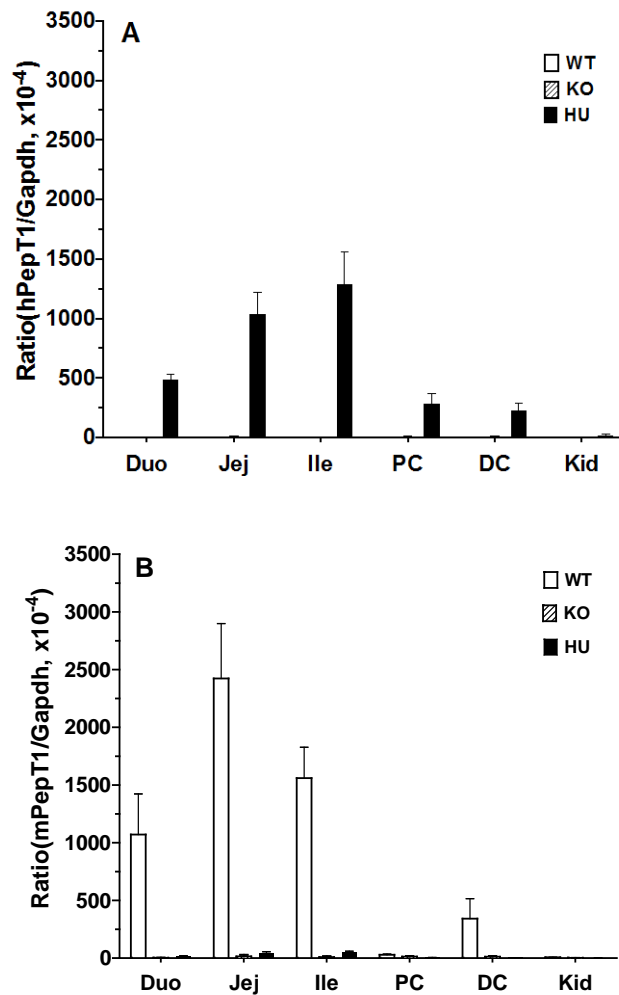 A
3500
3000
2500
2000
1500
1000
500
0
Ratio(hPepT1/Gapdh, x10-4)
WT
KO
HU
Duo Jej Ile PC DC Kid
B
3500
3000
2500
2000
1500
1000
500
0
Ratio(mPepT1/Gapdh, x10-4)
WT
KO
HU
Duo Jej Ile PC DC Kid